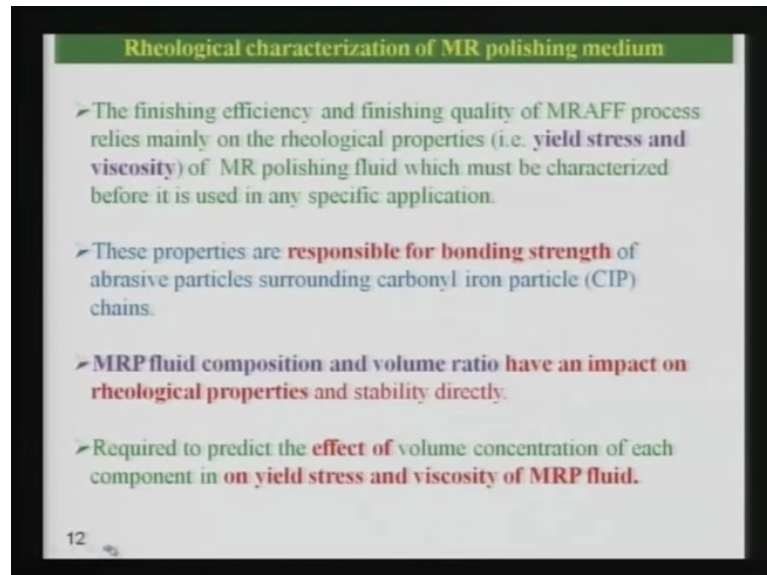 Rheological characterization of MR polishing medium
➢The finishing efficiency and finishing quality of MRAFF process
relies mainly on the rheological properties (i.e. yield stress and
viscosity) of MR polishing fluid which must be characterized
before it is used in any specific application.
➢These properties are responsible for bonding strength of
abrasive particles surrounding carbonyl iron particle (CIP)
chains.
➢MRP fluid composition and volume ratio have an impact on
rheological properties and stability directly.
➢Required to predict the effect of volume concentration of each
component in on yield stress and viscosity of MRP fluid.
12